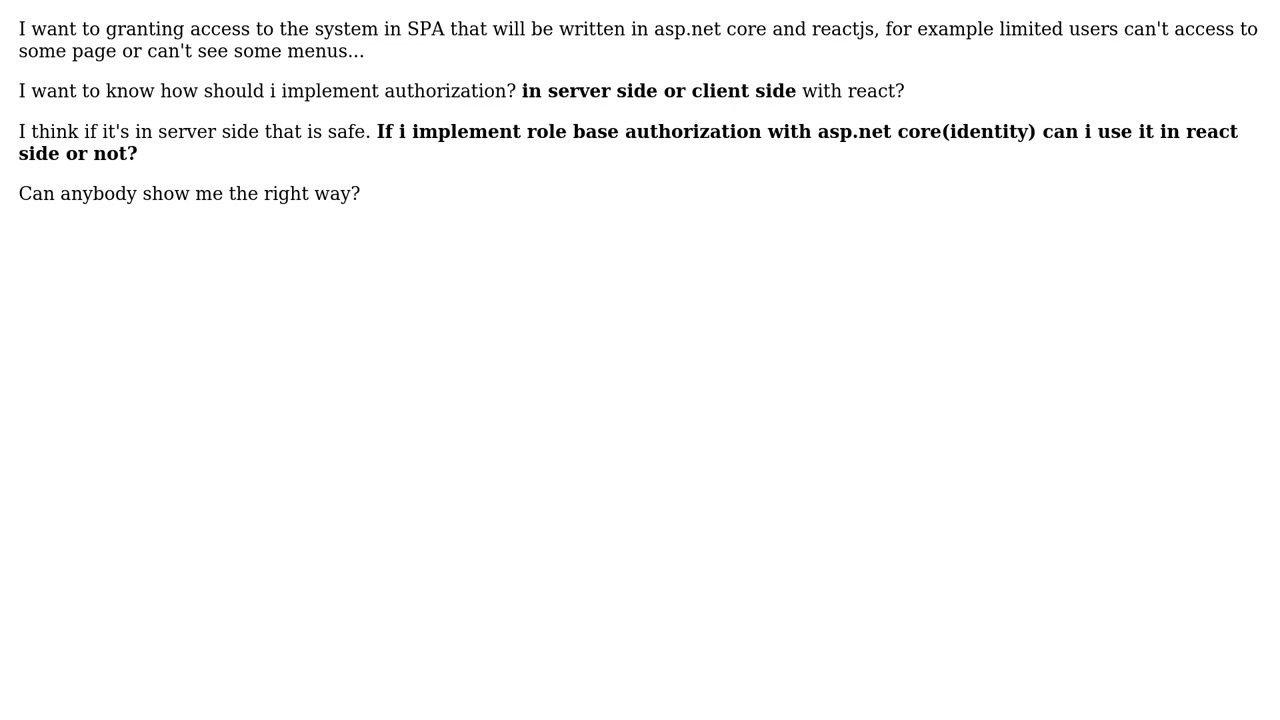 I want to granting access to the system in SPA that will be written in asp.net core and reactjs, for example limited users can't access to
some page or can't see some menus...
I want to know how should i implement authorization? in server side or client side with react?
I think if it's in server side that is safe. If i implement role base authorization with asp.net core(identity) can i use it in react
side or not?
Can anybody show me the right way?